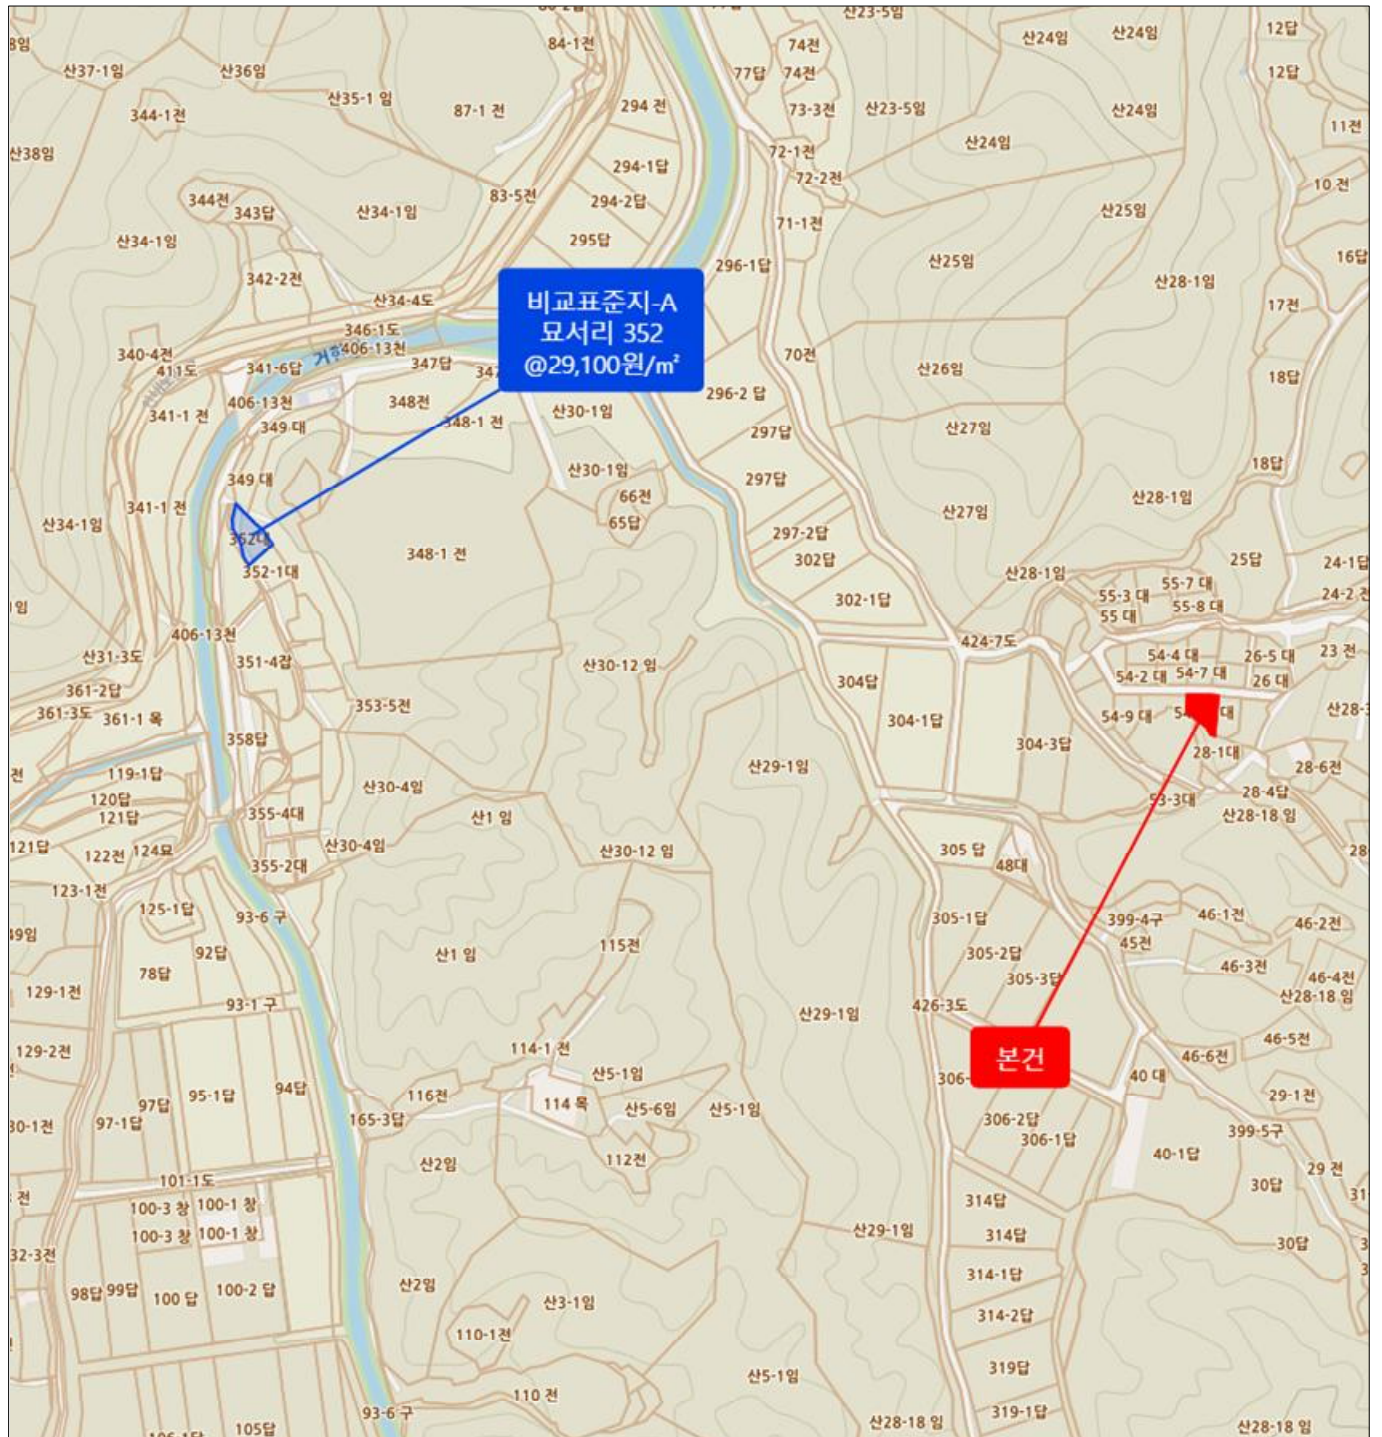 84-1전
산23-5임
산24임
산24임
12답
산37-1임
산36임
74전
77답
74전
12답
산35-1 임
344-1전
87-1 전
294 전
73-3전
산23-5임
산24임
11전
산38임
산24임
294-1답
72-1전
72-2전
10 전
344전
343답
산34-1임
83-5전
294-2답
71-1전
산25임
산34-1임
295답
296-1답
산25임
16답
342-2전
산28-1임
산34-4도
17전
비교표준지-A
묘서리 352
@29,100원/㎡
346-1도
406-13천
340-4전
411도
341-6답
347답
70전
산26임
18답
406-13천
348전
296-2 답
341-1 전
349 대
348-1 전
산30-1임
297답
산27임
349 대
산30-1임
297답
18답
66전
산28-1임
341-1 전
65답
산27임
산34-1임
352대
348-1 전
297-2답
302답
25답
24-1답
352-1대
산28-1임
55-7 대
55-3 대
55-8 대
24-2 전
302-1답
55 대
406-13천
424-7도
산31-3도
351-4잡
산30-12 임
54-4 대
26-5 대
23 전
361-2답
304답
54-2 대
54-7 대
26 대
361-3도
361-1 목
353-5전
304-1답
54-9 대
358답
304-3답
28-1대
119-1답
산30-4임
산29-1임
28-6전
120답
121답
355-4대
산1 임
53-3대
28-4답
산28-18 임
121답
122전
124묘
산30-4임
산30-12 임
305 답
48대
123-1전
355-2대
125-1답
93-6 구
305-1답
399-4구
46-1전
46-2전
92답
115전
45전
78답
산1 임
305-2답
46-3전
46-4전
129-1전
305-3답
산28-18 임
93-1 구
산29-1임
426-3도
129-2전
114-1 전
본건
46-5전
46-6전
산5-1임
40 대
97답
95-1답
94답
116전
114 목
산5-6임
산5-1임
29-1전
97-1답
165-3답
306-2답
306-1답
399-5구
112전
40-1답
산2임
29 전
101-1도
30답
100-3 창
100-1 창
314답
100-3 창
100-1 창
산29-1임
314답
30답
98답
99답
100 답
100-2 답
산2임
314-1답
산3-1임
314-2답
110-1전
319답
산5-1임
110 전
93-6 구
319-1답
105답
산28-18 임
산28-18 임